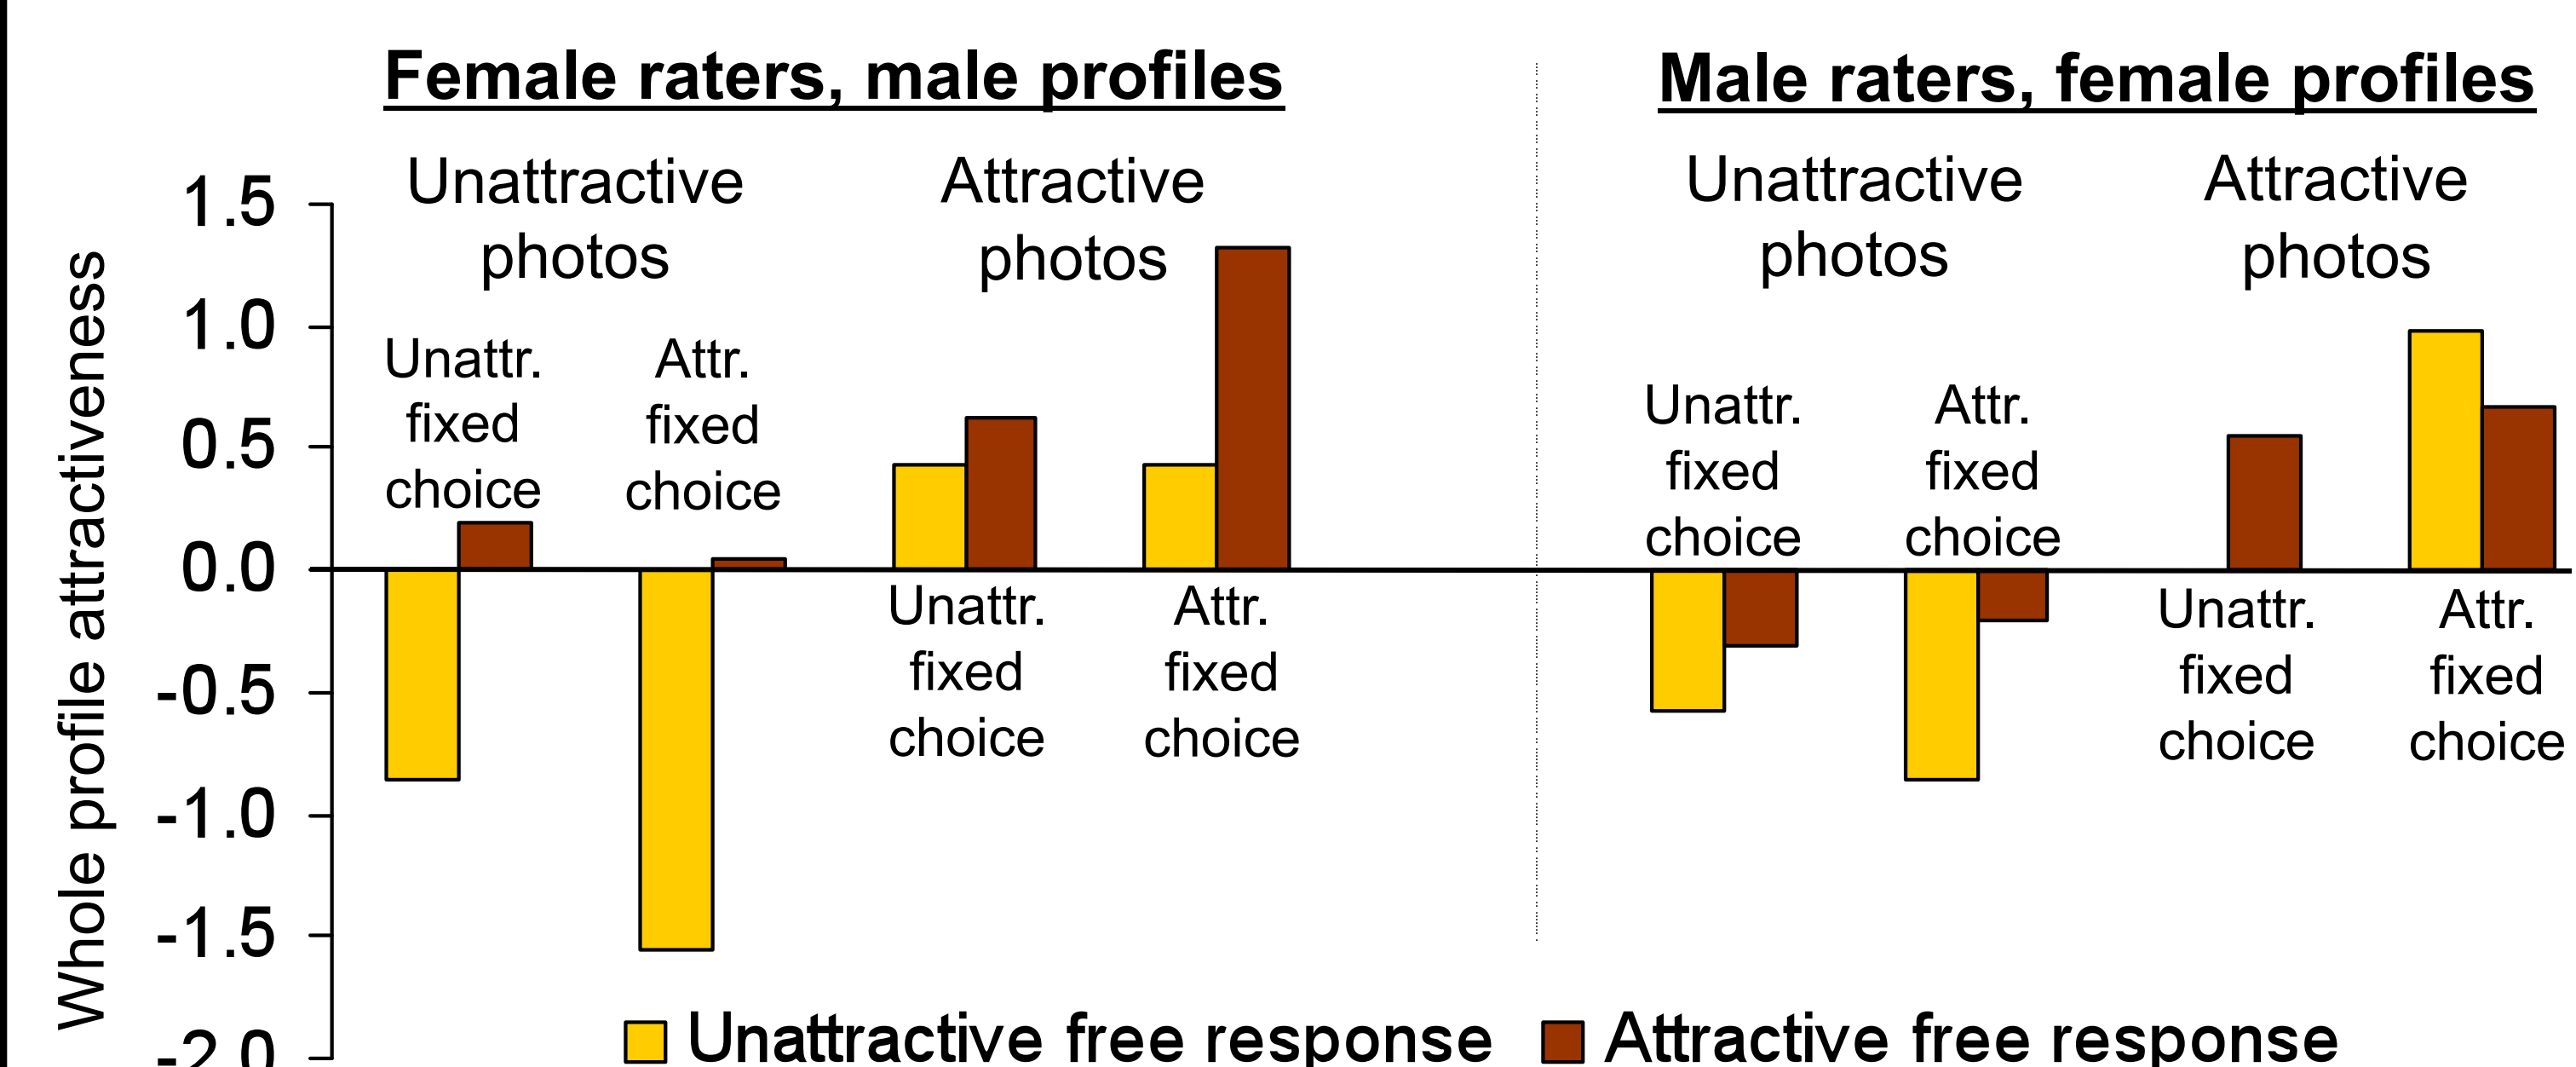 Female raters, male profiles
Male raters, female profiles
Unattractive
photos
Attractive
photos
Unattractive
photos
Attractive
photos
Whole profile attractiveness
1.5
1.0
0.5
0.0
-0.5
-1.0
-1.5
-2.0
Unattr.
fixed
choice
Attr.
fixed
choice
Unattr.
fixed
choice
Attr.
fixed
choice
Unattr.
fixed
choice
Attr.
fixed
choice
Unattr.
fixed
choice
Attr.
fixed
choice
Unattractive free response
Attractive free response